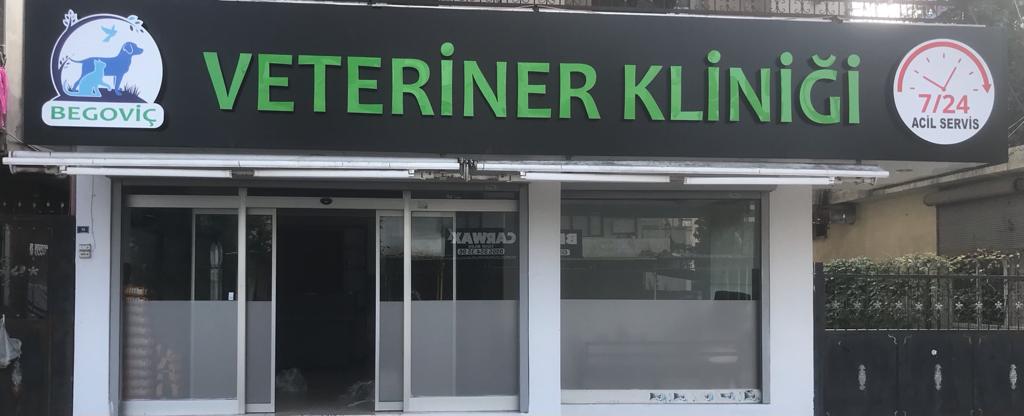 BEGOVİÇ
VETERİNER KLİNİĞİ
7/24
ACİL SERVİS
CARWAX